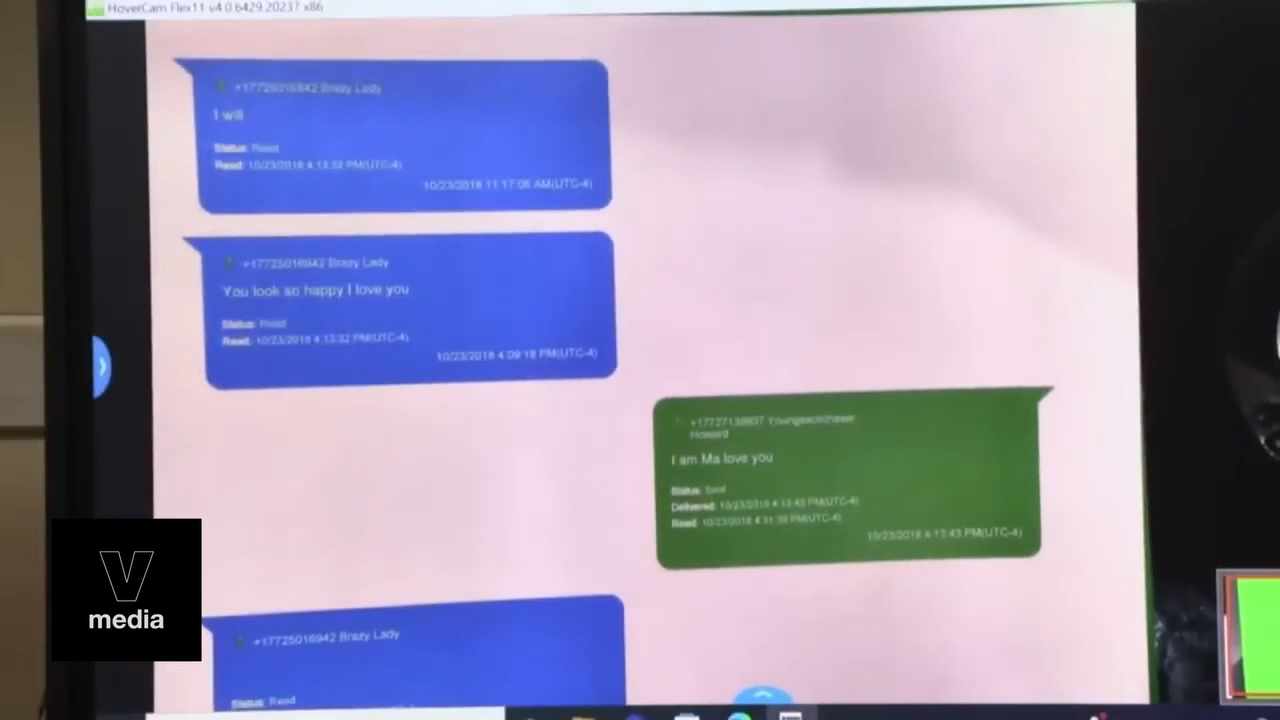 HoverCam Flex11 v4.0.6429.20237 x86
Brazy Lady
I will
Status: Read
Read: 10/23/2018 4:13:32 PM(UTC-4)
10/23/2018 11:17:06 AM(UTC-4)
+17725016942 Brazy Lady
You look so happy I love you
Status: Read
Read: 10/23/2018 4:13:32 PM(UTC-4)
10/23/2018 4:09:18 PM(UTC-4)
Howard
I am Ma love you
Status: Sent
Delivered: 10/23/2018 4:13:45 PM(UTC-4)
Read: 10/23/2018
10/23/2018 4:13:43 PM(UTC-4)
+17725016942 Brazy Lady
Status: Read
V
media